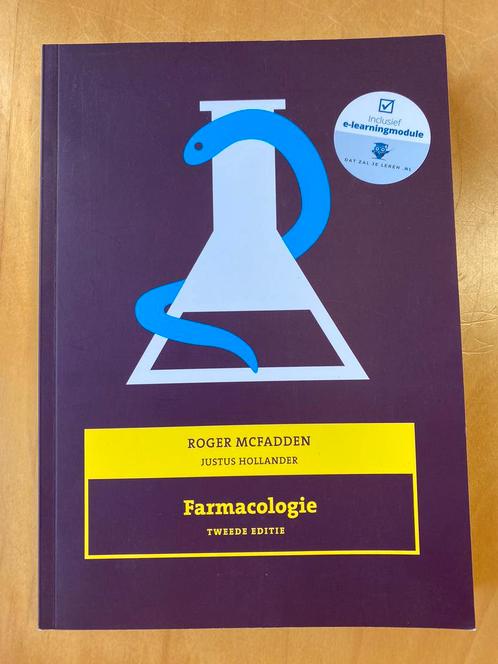 Inclusief
e-learningmodule
DAT ZAL JE LEREN .NL
ROGER MCFADDEN
JUSTUS HOLLANDER
Farmacologie
TWEEDE EDITIE